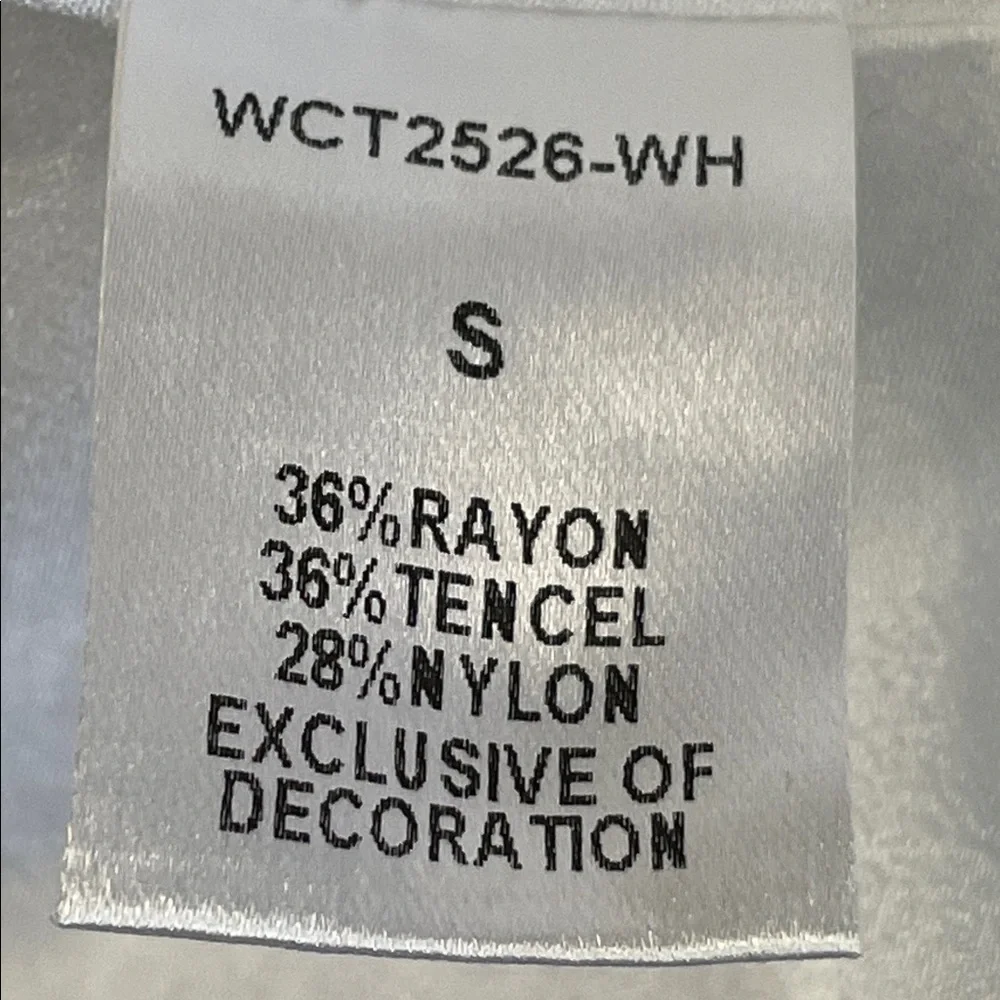 WCT2526-WH
S
36%RAYON
36%TENCEL
28%NYLON
EXCLUSIVE OF
DECORATION